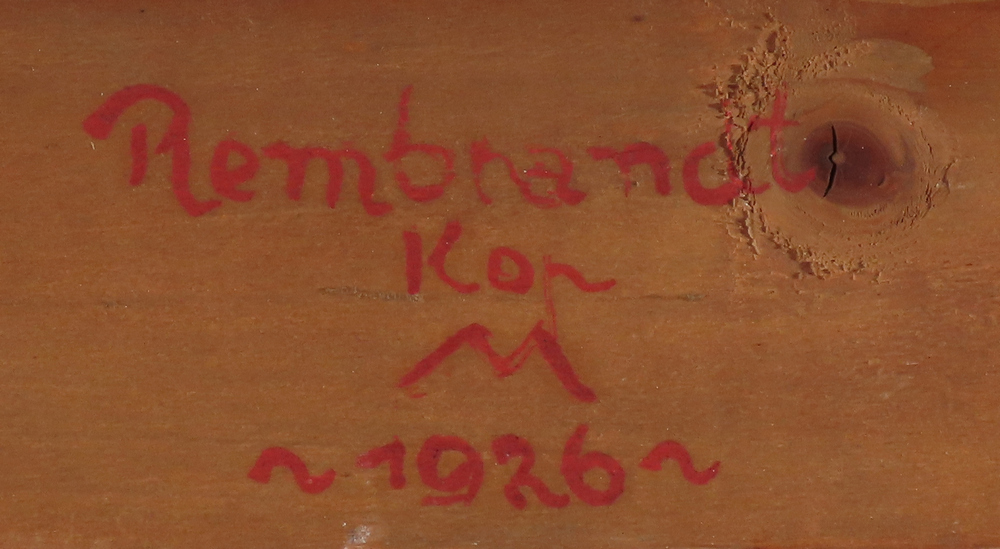 Rembrandt
Kop
M
~1926~